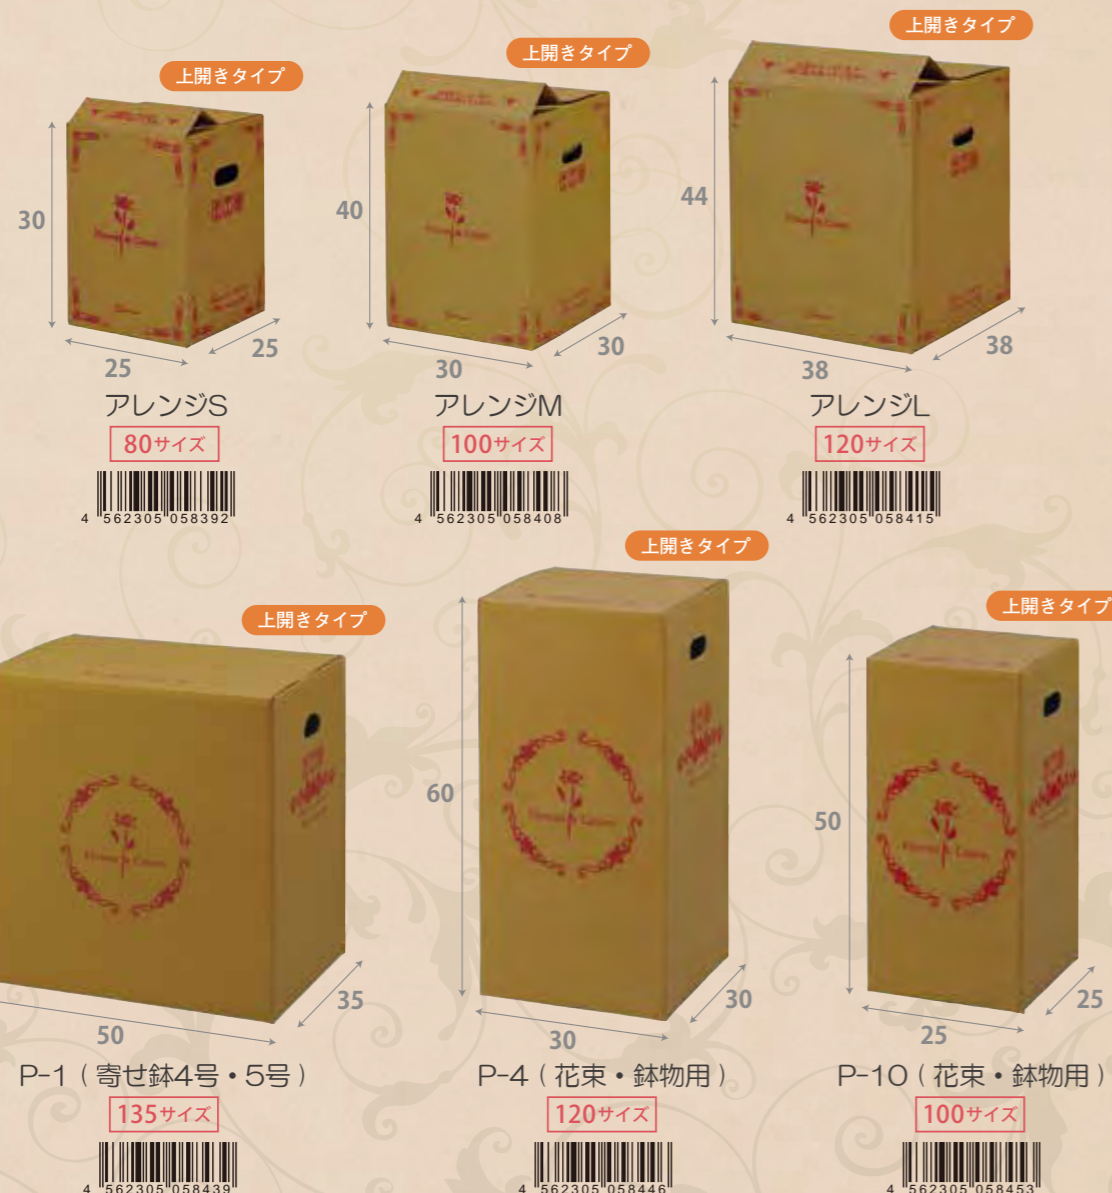 上開きタイプ
30
25
25
アレンジS
80サイズ
4 562305 058392
上開きタイプ
40
30
30
アレンジM
100サイズ
4 562305 058408
上開きタイプ
44
38
38
アレンジL
120サイズ
4 562305 058415
上開きタイプ
50
35
P-1（寄せ鉢4号・5号）
135サイズ
4 562305 058439
上開きタイプ
60
30
30
P-4（花束・鉢物用）
120サイズ
4 562305 058446
上開きタイプ
50
25
25
P-10（花束・鉢物用）
100サイズ
4 562305 058453